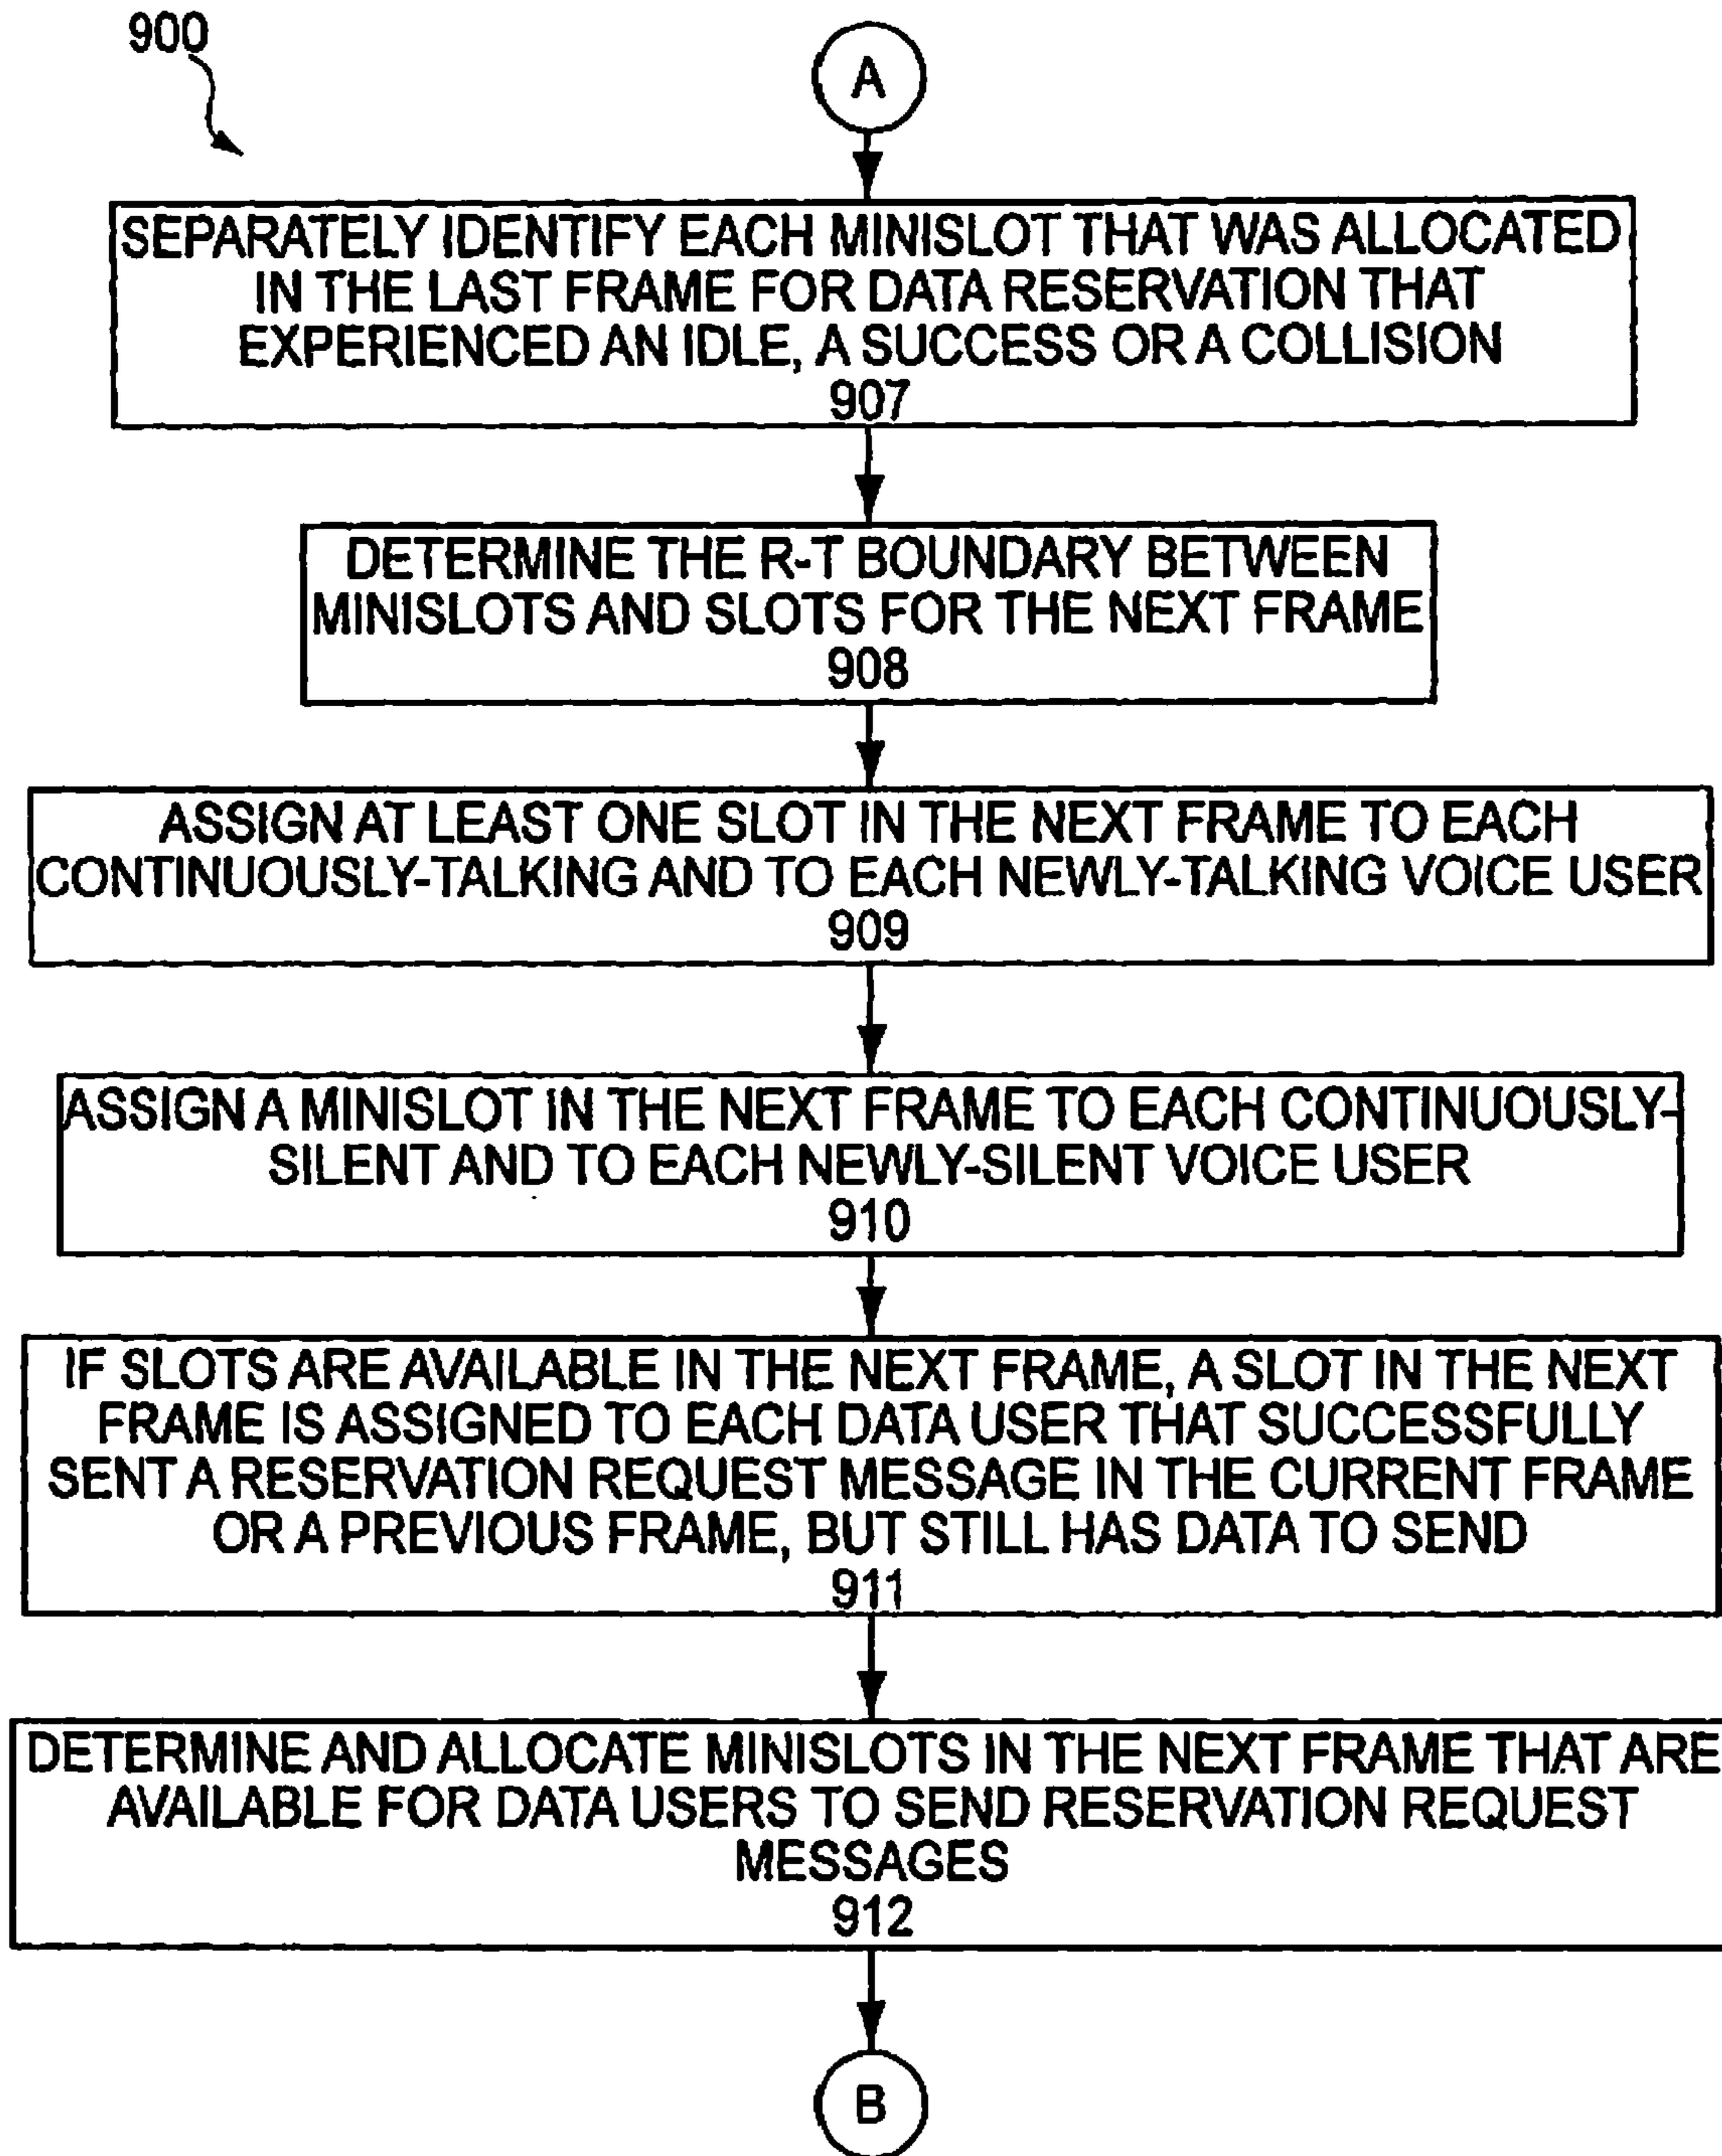 900
A
SEPARATELY IDENTIFY EACH MINISLOT THAT WAS ALLOCATED
IN THE LAST FRAME FOR DATA RESERVATION THAT
EXPERIENCED AN IDLE, A SUCCESS OR A COLLISION
907
DETERMINE THE R-T BOUNDARY BETWEEN
MINISLOTS AND SLOTS FOR THE NEXT FRAME
908
ASSIGN AT LEAST ONE SLOT IN THE NEXT FRAME TO EACH
CONTINUOUSLY-TALKING AND TO EACH NEWLY-TALKING VOICE USER
909
ASSIGN A MINISLOT IN THE NEXT FRAME TO EACH CONTINUOUSLY-
SILENT AND TO EACH NEWLY-SILENT VOICE USER
910
IF SLOTS ARE AVAILABLE IN THE NEXT FRAME, A SLOT IN THE NEXT
FRAME IS ASSIGNED TO EACH DATA USER THAT SUCCESSFULLY
SENT A RESERVATION REQUEST MESSAGE IN THE CURRENT FRAME
OR A PREVIOUS FRAME, BUT STILL HAS DATA TO SEND
911
DETERMINE AND ALLOCATE MINISLOTS IN THE NEXT FRAME THAT ARE
AVAILABLE FOR DATA USERS TO SEND RESERVATION REQUEST
MESSAGES
912
B